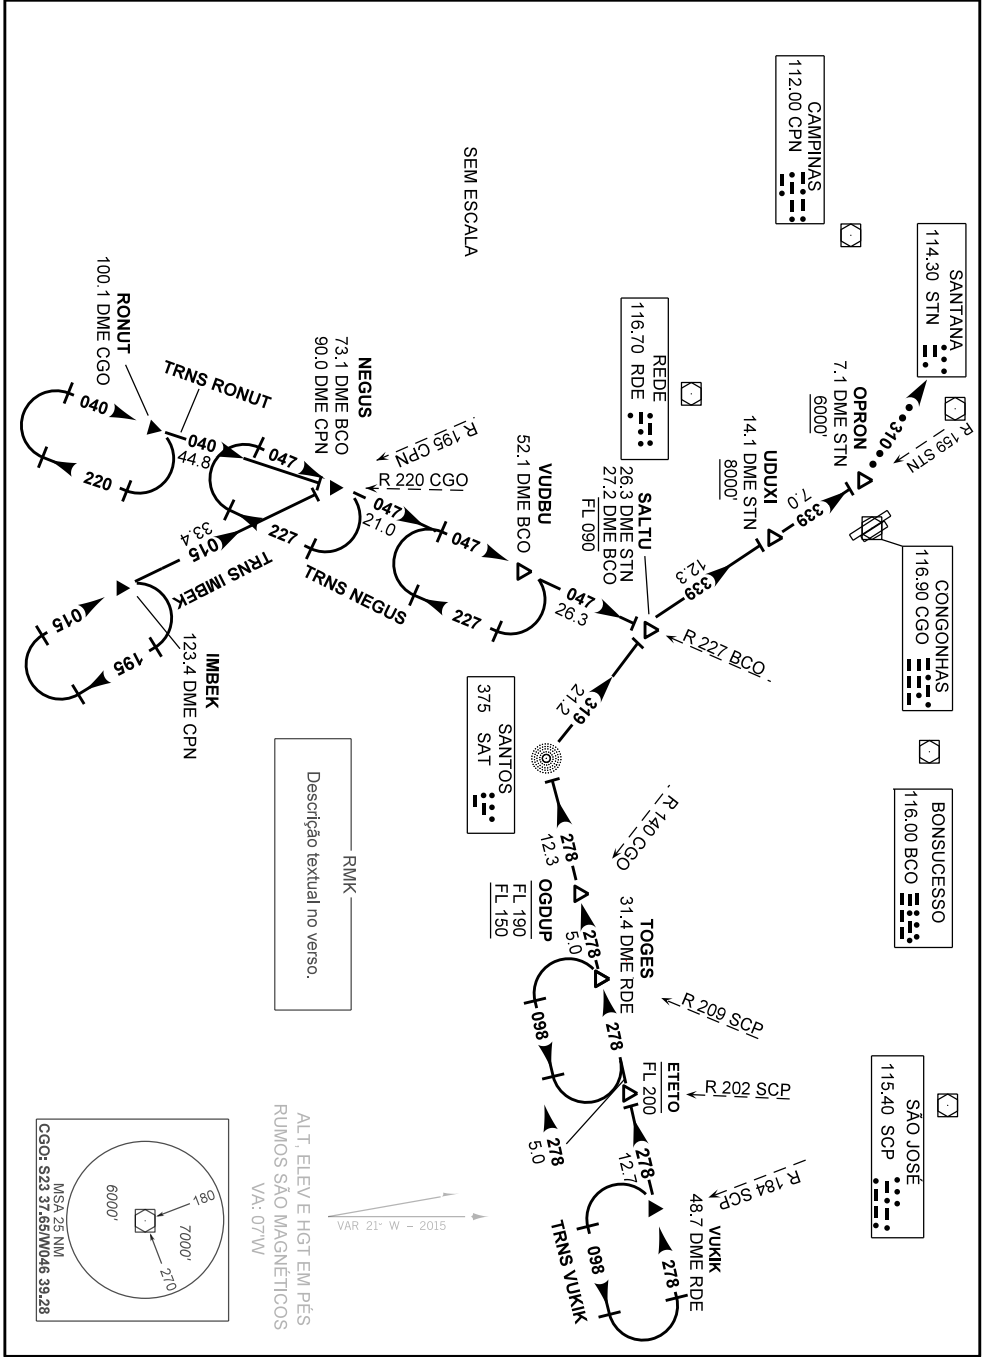 SANTANA
114.30 STN
CAMPINAS
112.00 CPN
SEM ESCALA
R 159 STN
310
OPRON
7.1 DME STN
6000'
339
7.0
UDUXI
14.1 DME STN
8000'
339
12.3
CONGONHAS
116.90 CGO
BONSUCESSO
116.00 BCO
SÃO JOSÉ
115.40 SCP
REDE
116.70 RDE
SALTU
26.3 DME STN
27.2 DME BCO
FL 090
R 227 BCO
VUDBU
52.1 DME BCO
047
26.3
047
227
NEGUS
73.1 DME BCO
90.0 DME CPN
R 195 CPN
R 220 CGO
047
21.0
047
227
TRNS NEGUS
RONUT
100.1 DME CGO
TRNS RONUT
040
44.8
040
220
015
33.4
TRNS IMBEK
015
195
IMBEK
123.4 DME CPN
319
21.2
SANTOS
375 SAT
278
12.3
OGDUP
FL 190
FL 150
R 140 CGO
278
5.0
TOGES
31.4 DME RDE
R 209 SCP
278
098
ETETO
FL 200
R 202 SCP
278
5.0
278
12.7
R 184 SCP
VUKIK
48.7 DME RDE
278
098
TRNS VUKIK
RMK
Descrição textual no verso.
VAR 21° W – 2015
ALT, ELEV E HGT EM PÉS
RUMOS SÃO MAGNÉTICOS
VA: 07'W
180
7000'
270
6000'
MSA 25 NM
CGO: S23 37.65/W046 39.28